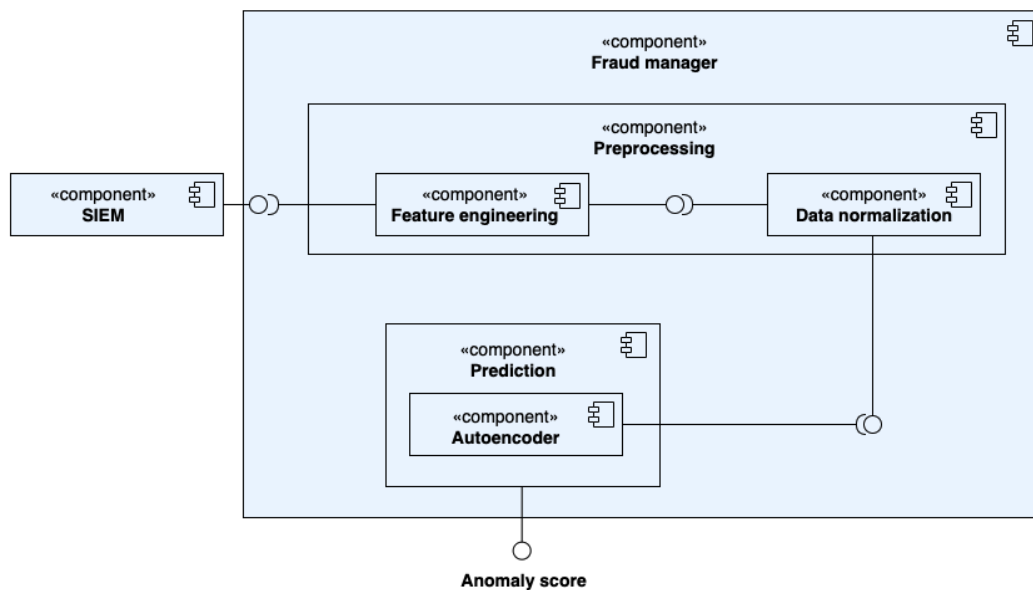 «component»
Fraud manager
«component»
Preprocessing
«component»
SIEM
«component»
Feature engineering
«component»
Data normalization
«component»
Prediction
«component»
Autoencoder
Anomaly score